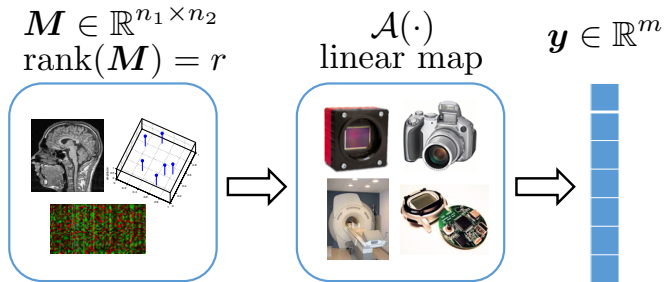 M ∈ ℝ^{n₁×n₂}
rank(M) = r
𝒜(·)
linear map
y ∈ ℝ^m